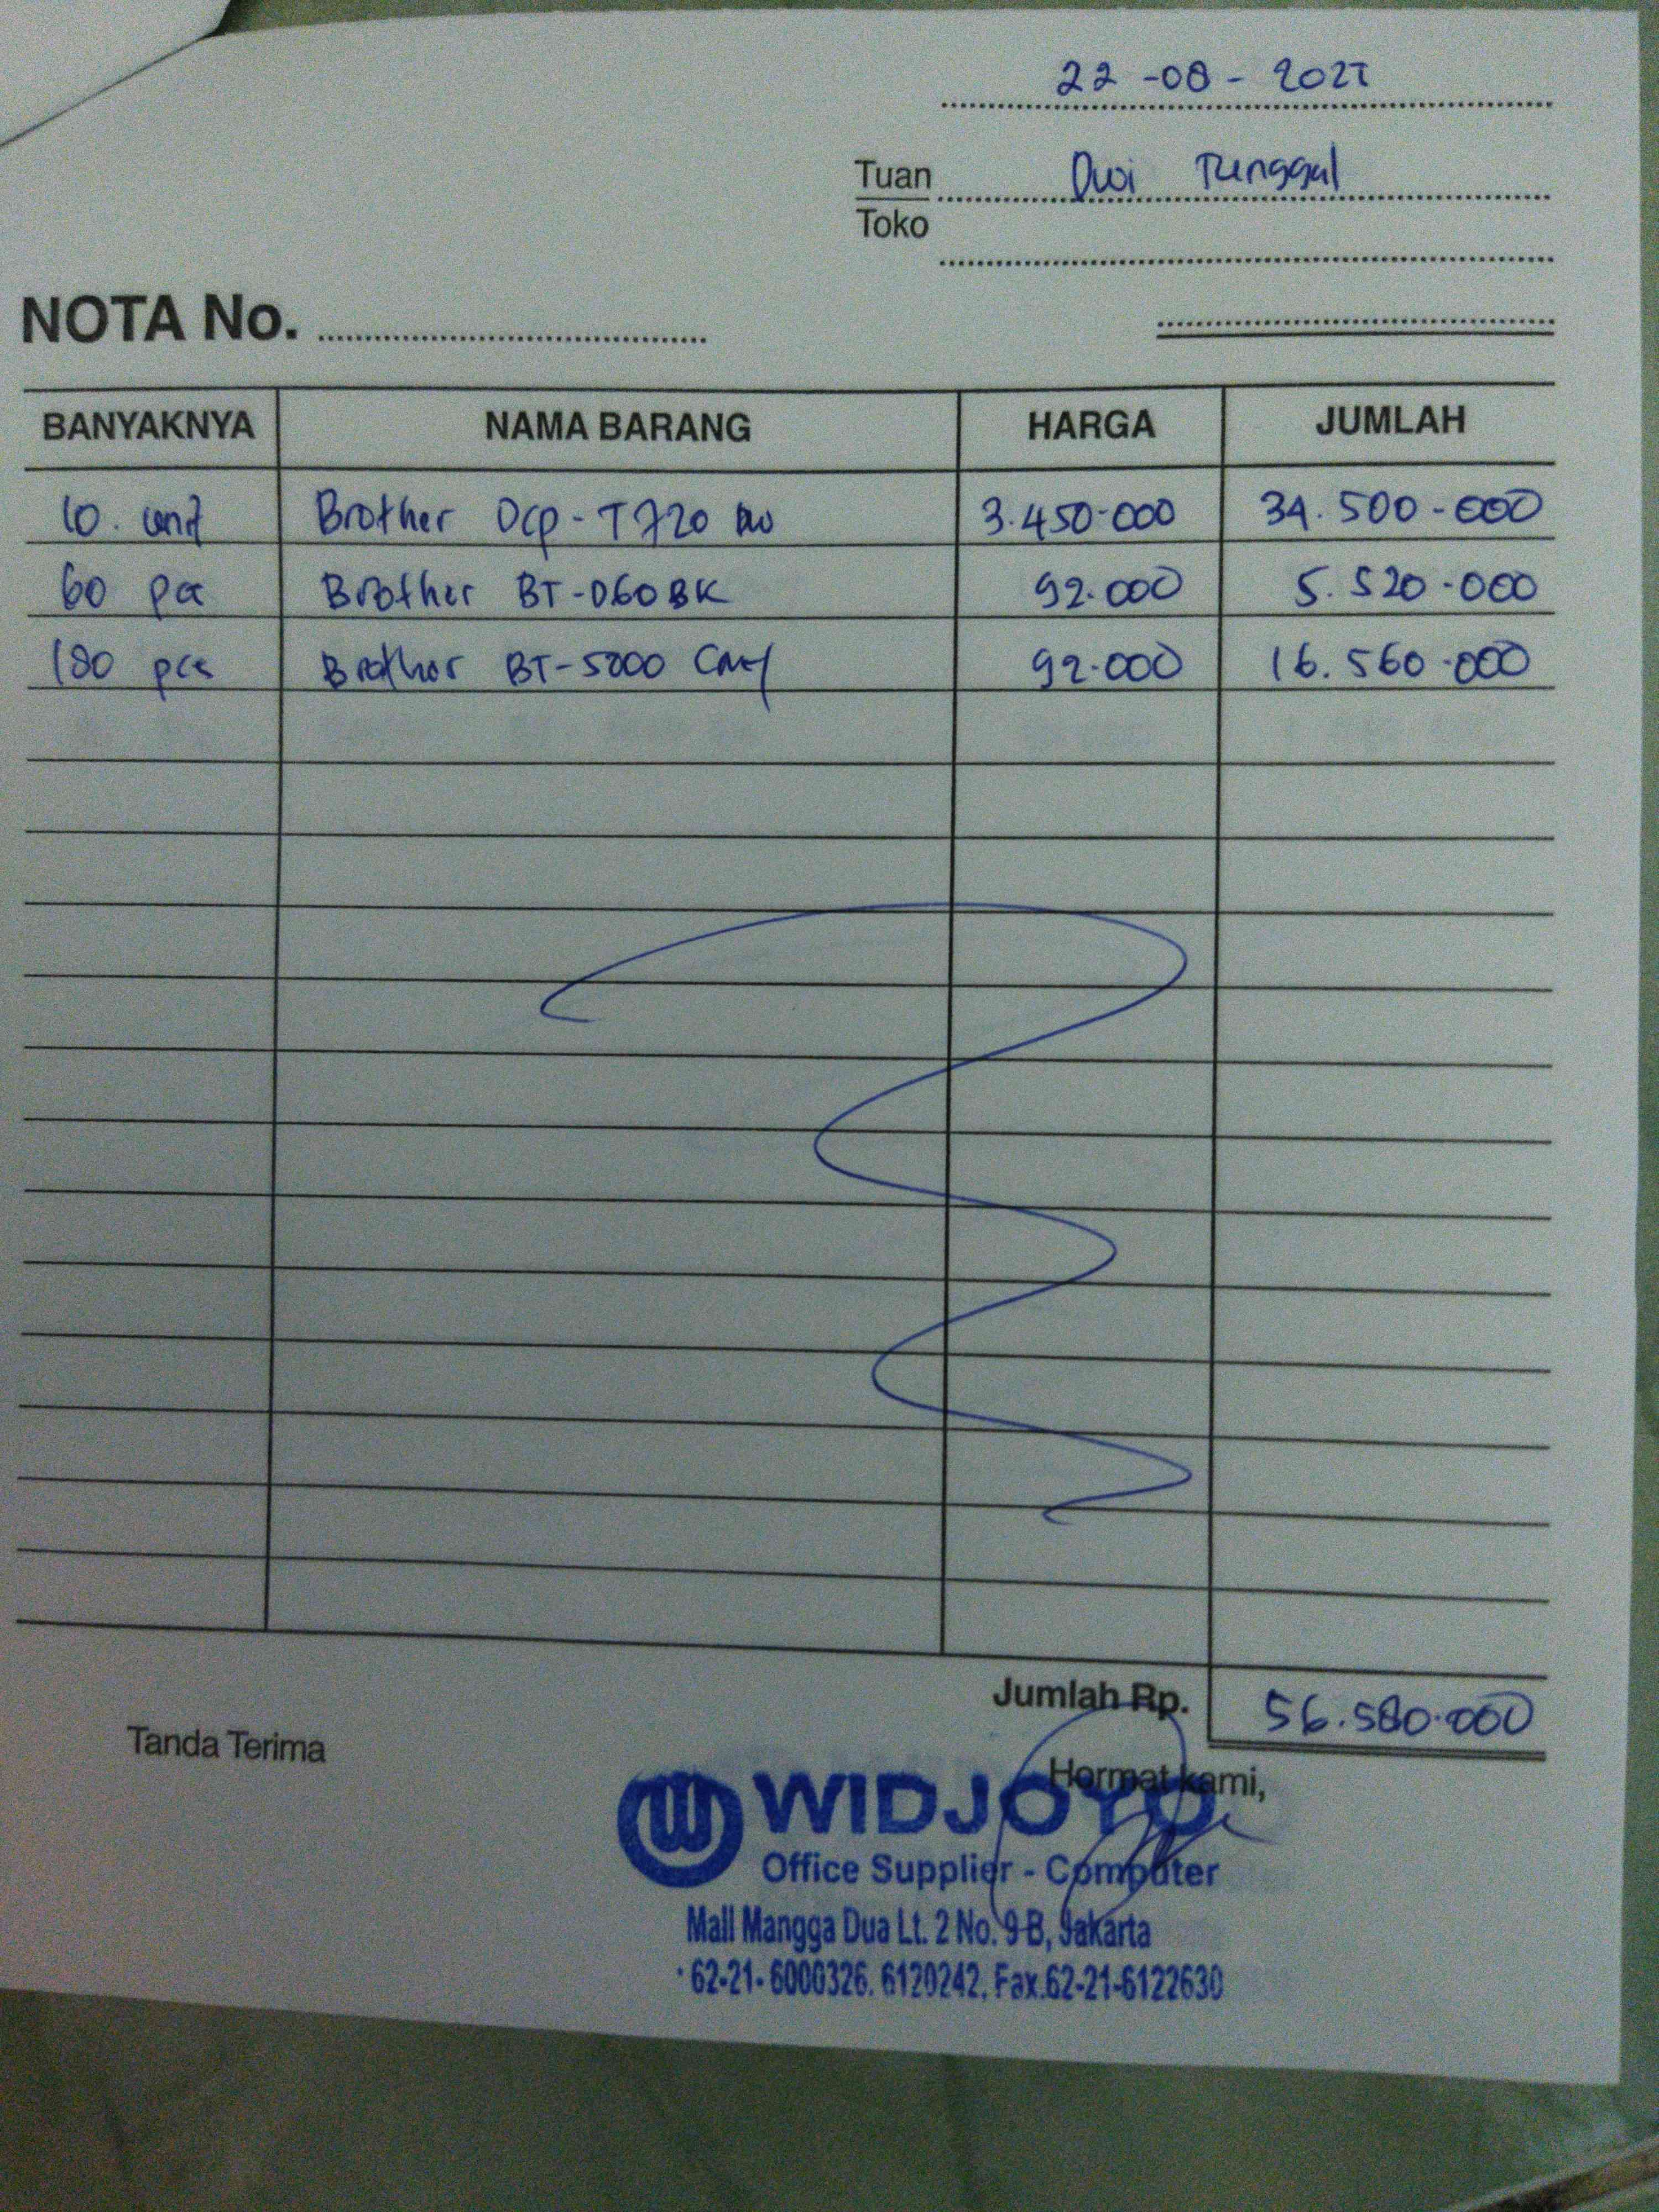 22-08-2025
Tuan Dwi Tunggal
Toko
NOTA No.
BANYAKNYA NAMA BARANG HARGA JUMLAH
10. unit Brother Dcp-T720 DW 3.450.000 34.500.000
60 pcs Brother BT-D60BK 92.000 5.520.000
180 pcs Brother BT-5000 CMY 92.000 16.560.000
Jumlah Rp. 56.580.000
Tanda Terima
Hormat kami,
WIDJOYO
Office Supplier - Computer
Mall Mangga Dua Lt. 2 No. 9-B, Jakarta
62-21-6000326. 6120242. Fax.62-21-6122630